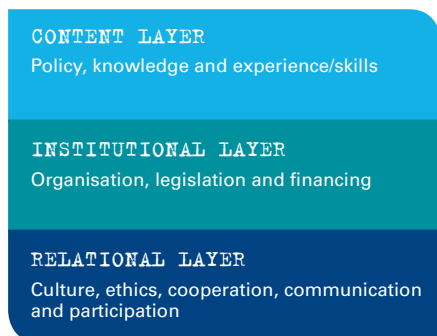 CONTENT LAYER
Policy, knowledge and experience/skills
INSTITUTIONAL LAYER
Organisation, legislation and financing
RELATIONAL LAYER
Culture, ethics, cooperation, communication
and participation